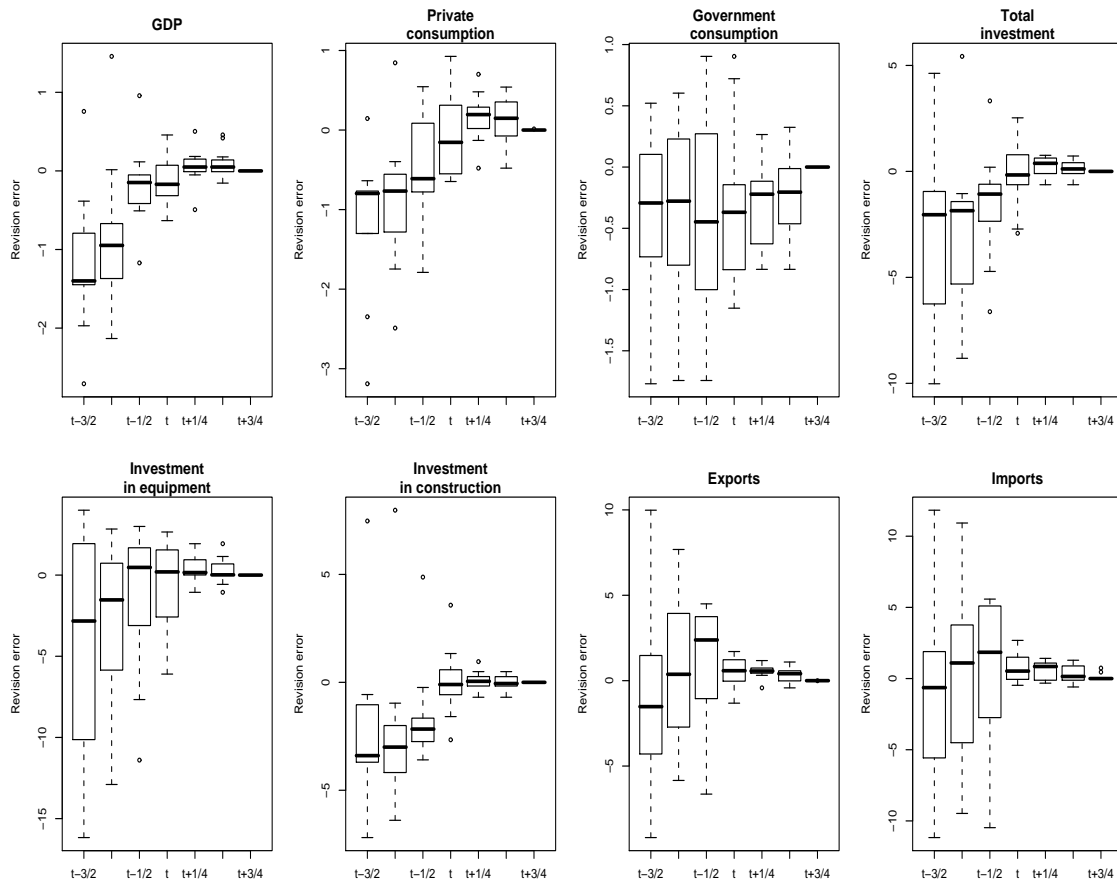 GDP
Revision error
1
0
−1
−2
t−3/2 t−1/2 t t+1/4 t+3/4
Private
consumption
Revision error
1
0
−1
−2
−3
t−3/2 t−1/2 t t+1/4 t+3/4
Government
consumption
Revision error
1.0
0.5
0.0
−0.5
−1.0
−1.5
t−3/2 t−1/2 t t+1/4 t+3/4
Total
investment
Revision error
5
0
−5
−10
t−3/2 t−1/2 t t+1/4 t+3/4
Investment
in equipment
Revision error
0
−5
−10
−15
t−3/2 t−1/2 t t+1/4 t+3/4
Investment
in construction
Revision error
5
0
−5
t−3/2 t−1/2 t t+1/4 t+3/4
Exports
Revision error
10
5
0
−5
t−3/2 t−1/2 t t+1/4 t+3/4
Imports
Revision error
10
5
0
−5
−10
t−3/2 t−1/2 t t+1/4 t+3/4